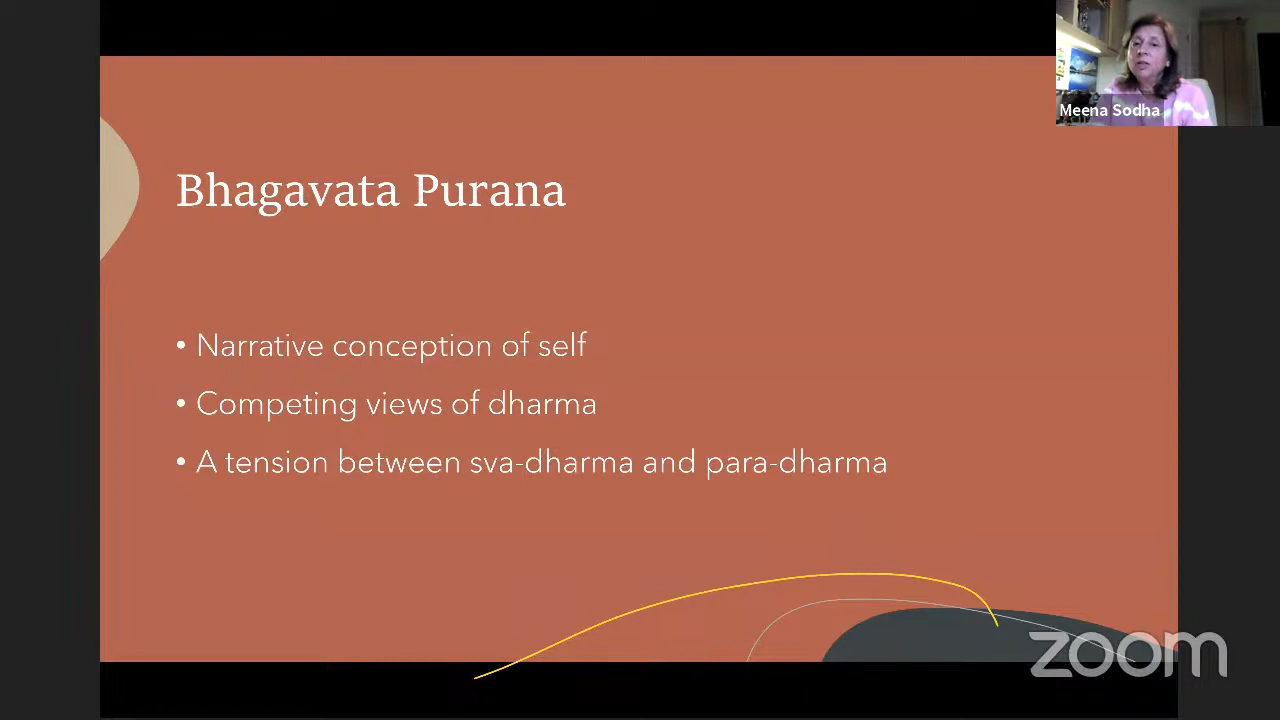 Meena Sodha
Bhagavata Purana
• Narrative conception of self
• Competing views of dharma
• A tension between sva-dharma and para-dharma
zoom